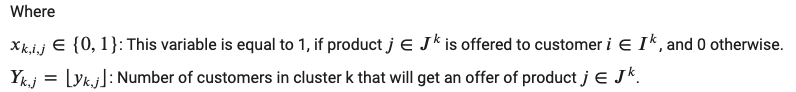 Where
x_{k,i,j} ∈ {0, 1}: This variable is equal to 1, if product j ∈ J^k is offered to customer i ∈ I^k, and 0 otherwise.
Y_{k,j} = ⌊y_{k,j}⌋: Number of customers in cluster k that will get an offer of product j ∈ J^k.